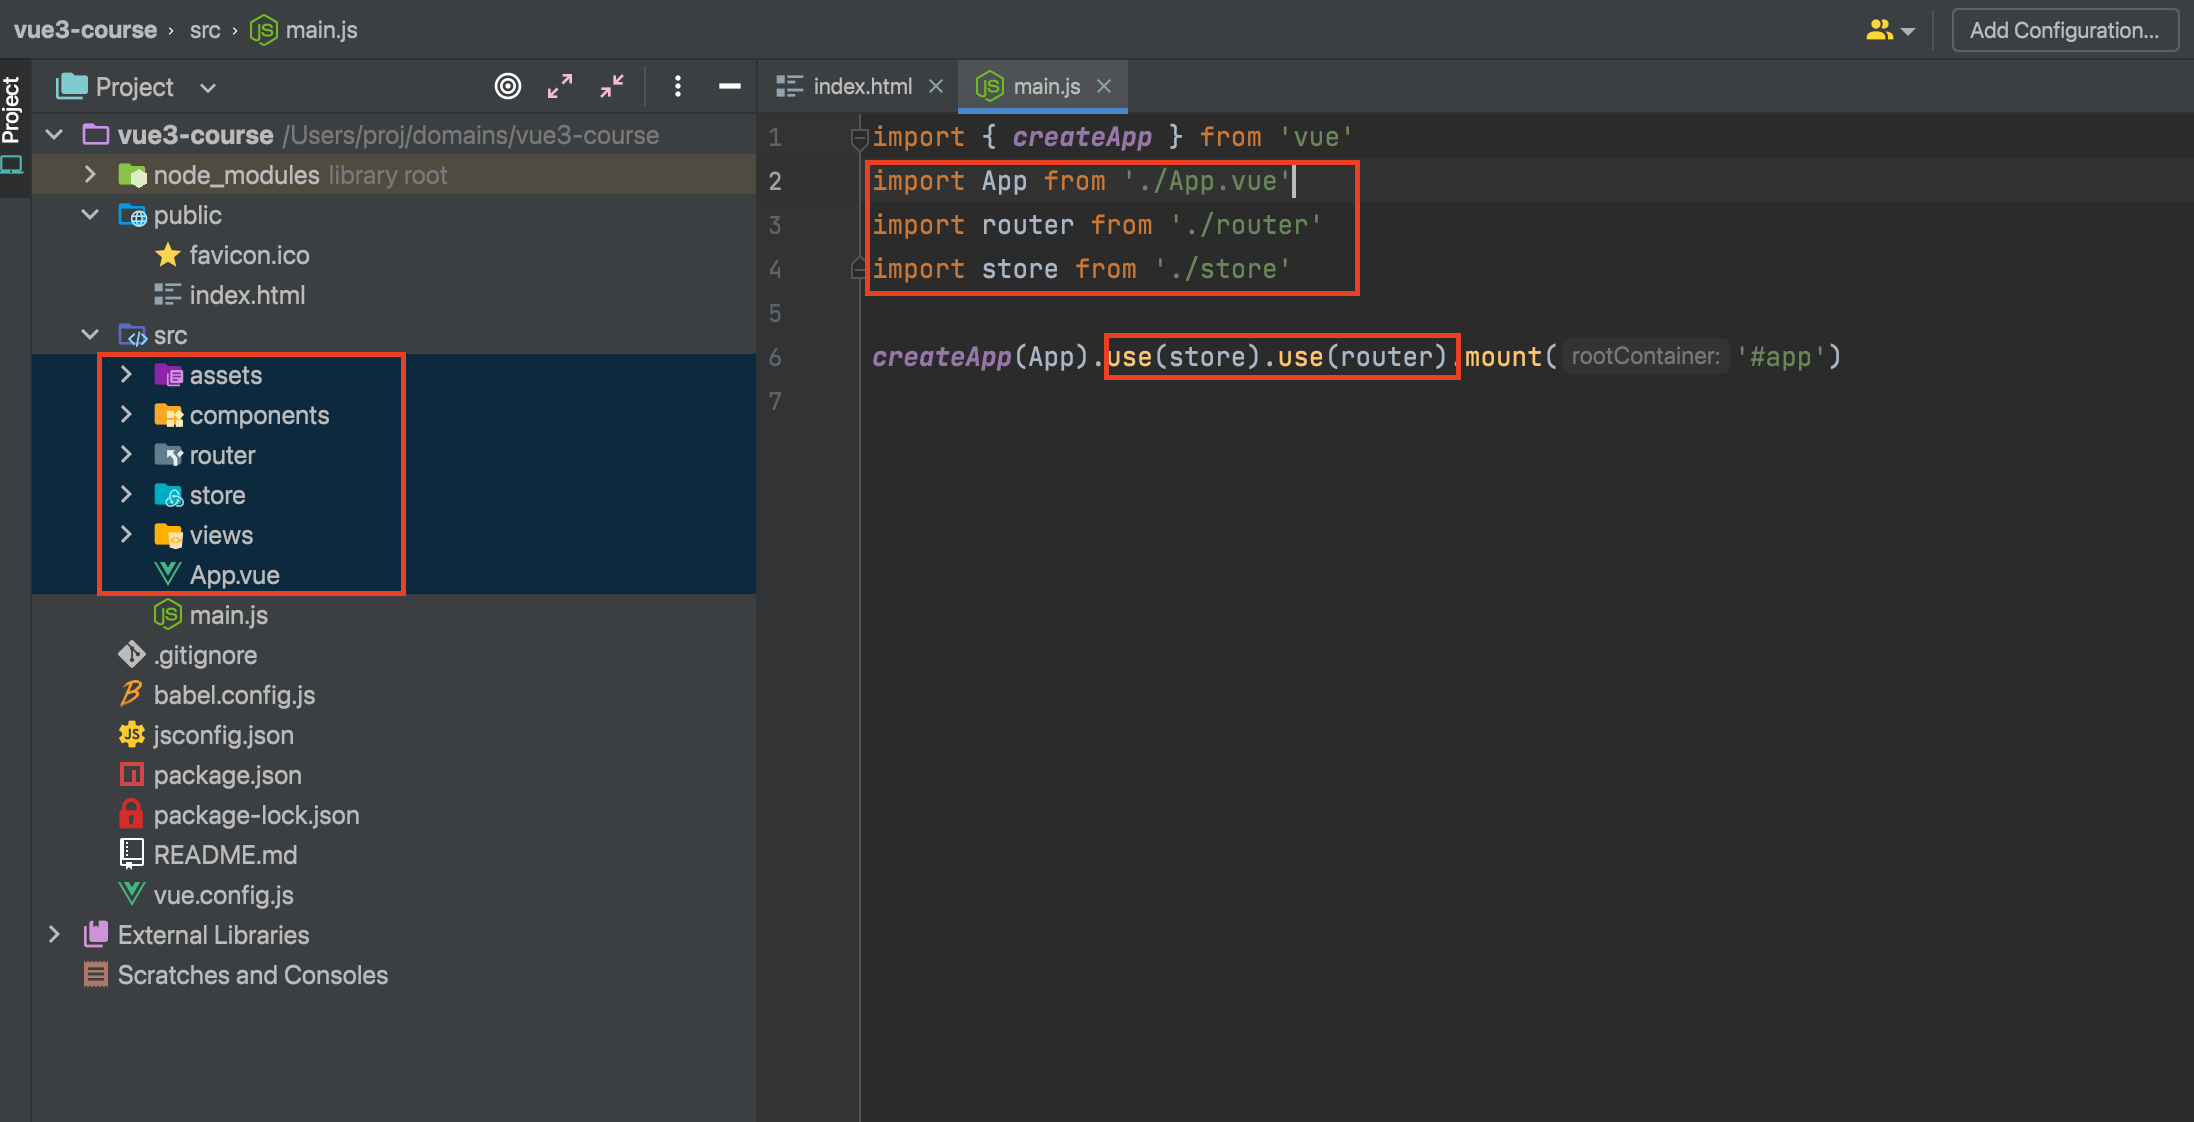 vue3-course › src › main.js
Add Configuration...
Project
Project
index.html
main.js
vue3-course /Users/proj/domains/vue3-course
node_modules library root
public
favicon.ico
index.html
src
assets
components
router
store
views
App.vue
main.js
.gitignore
babel.config.js
jsconfig.json
package.json
package-lock.json
README.md
vue.config.js
External Libraries
Scratches and Consoles
1 import { createApp } from 'vue'
2 import App from './App.vue'
3 import router from './router'
4 import store from './store'
5
6 createApp(App).use(store).use(router).mount( rootContainer: '#app')
7